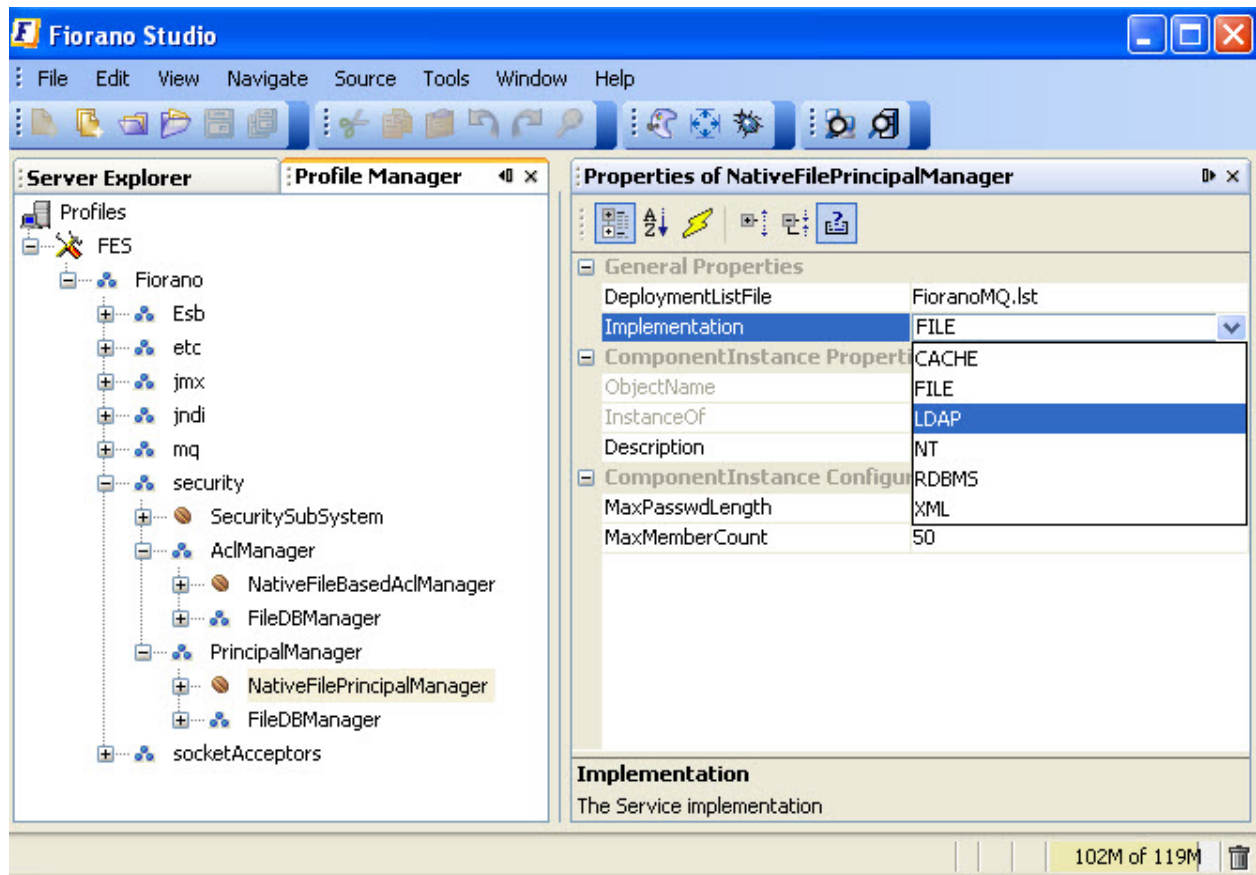 Fiorano Studio
File Edit View Navigate Source Tools Window Help
Server Explorer
Profile Manager
Profiles
FES
Fiorano
Esb
etc
jmx
jndi
mq
security
SecuritySubSystem
AclManager
NativeFileBasedAclManager
FileDBManager
PrincipalManager
NativeFilePrincipalManager
FileDBManager
socketAcceptors
Properties of NativeFilePrincipalManager
General Properties
DeploymentListFile FioranoMQ.lst
Implementation FILE
ComponentInstance Properti
CACHE
ObjectName
FILE
InstanceOf
LDAP
Description
NT
ComponentInstance Configu
RDBMS
MaxPasswdLength
XML
MaxMemberCount 50
Implementation
The Service implementation
102M of 119M